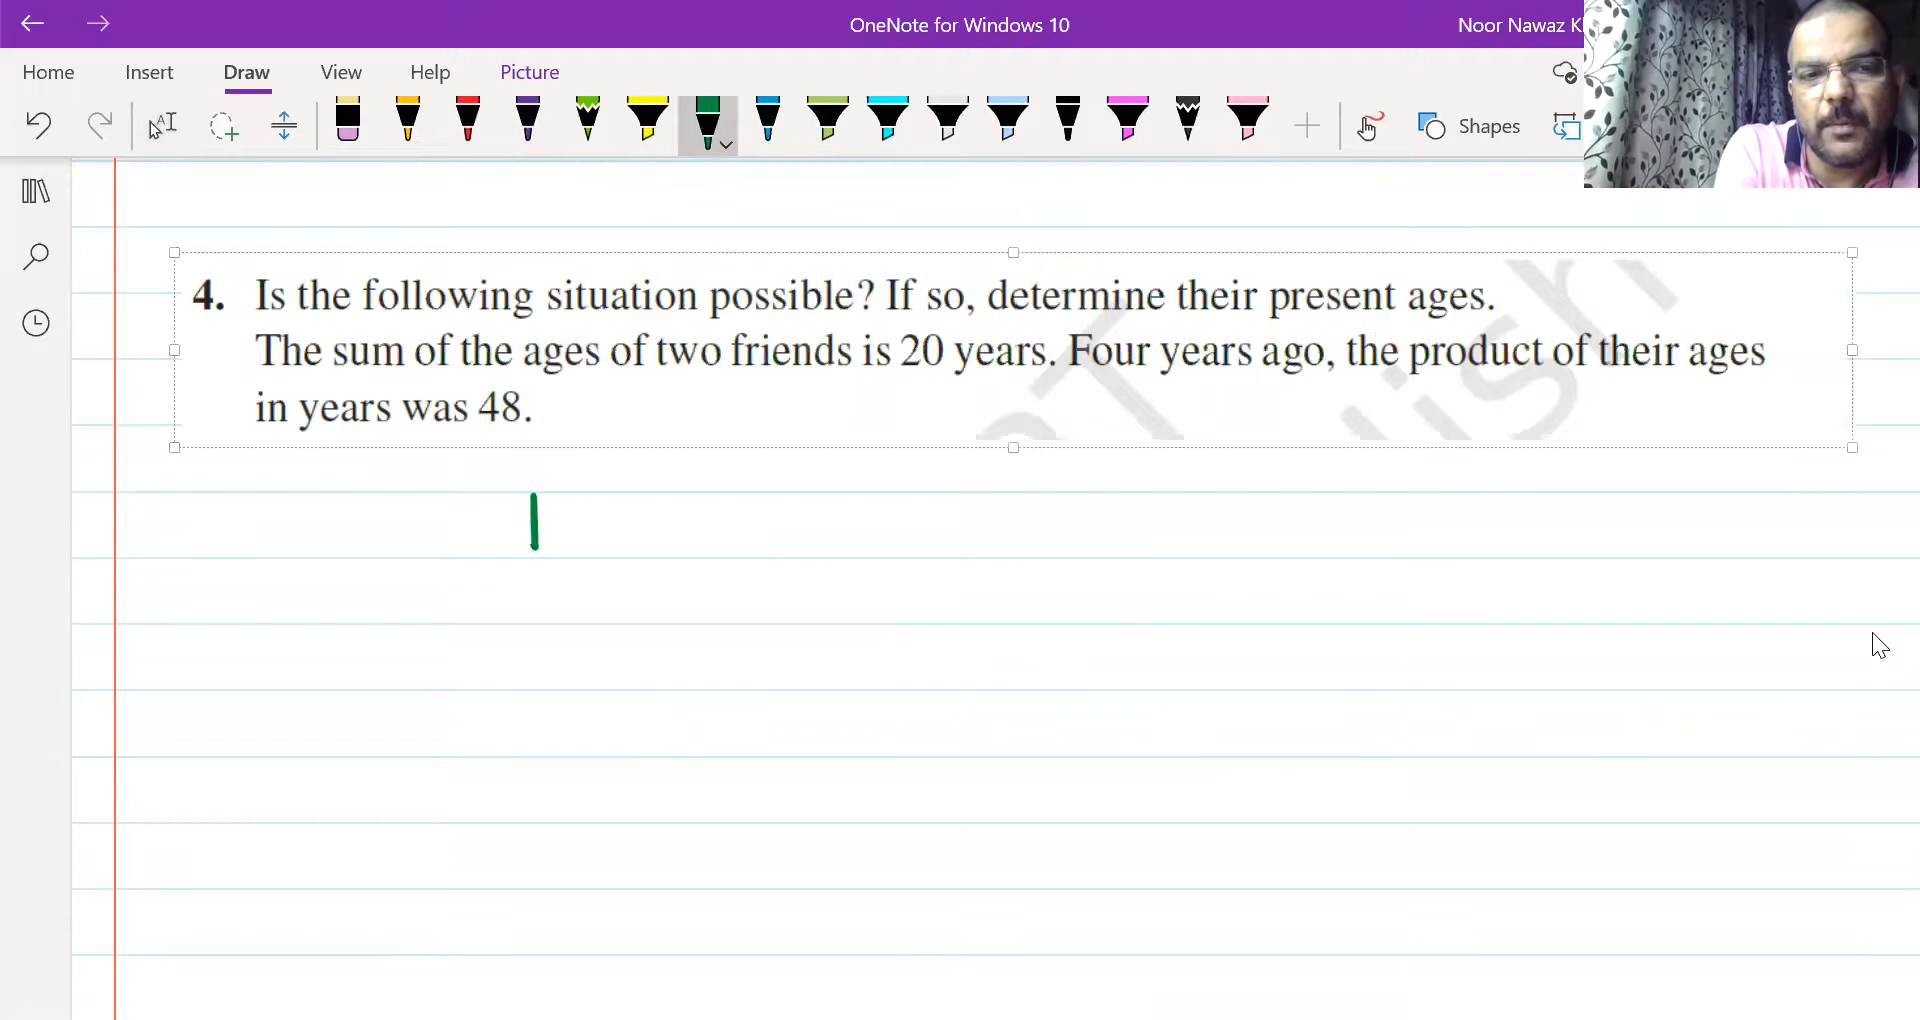 OneNote for Windows 10
Noor Nawaz K
Home Insert Draw View Help Picture
Shapes
4. Is the following situation possible? If so, determine their present ages.
The sum of the ages of two friends is 20 years. Four years ago, the product of their ages
in years was 48.